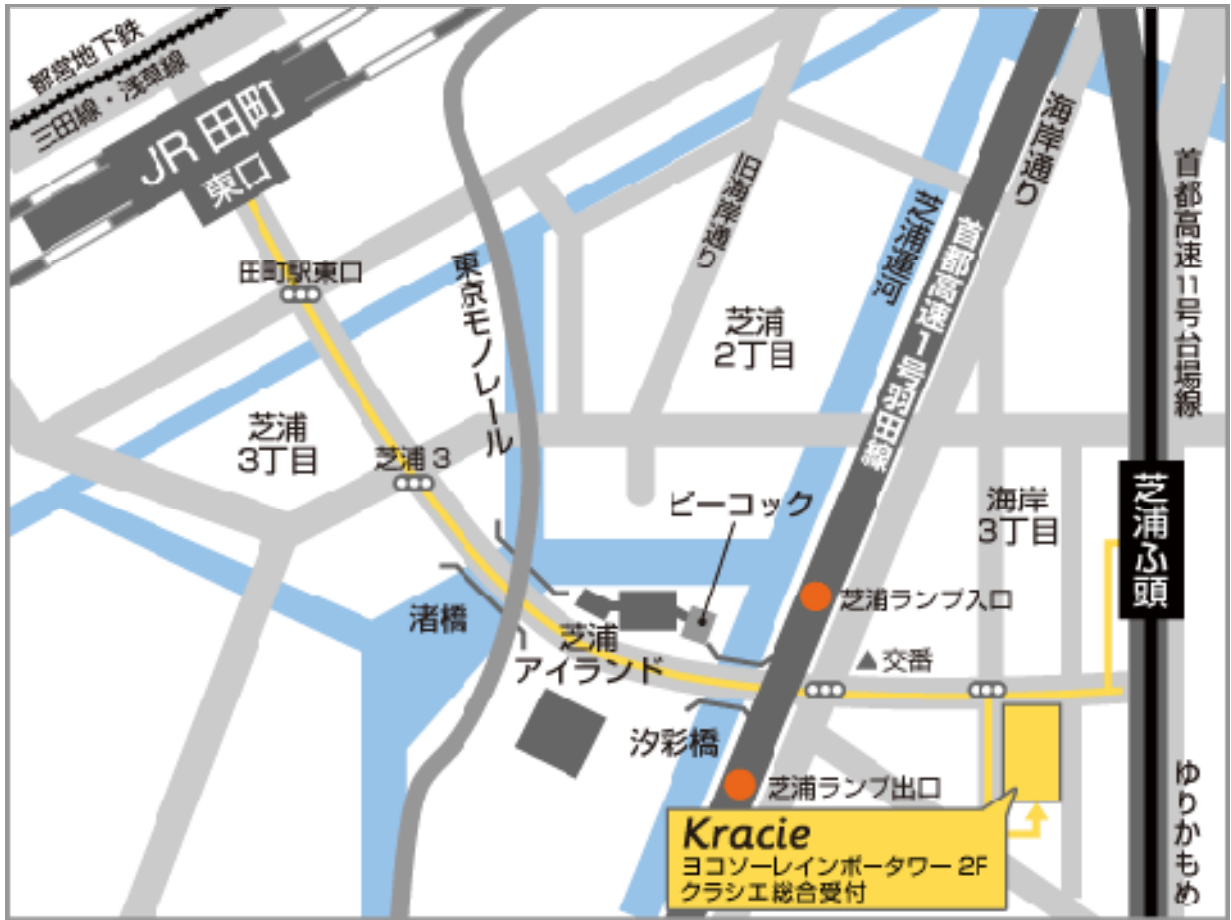 都営地下鉄
三田線・浅草線
JR 田町
東口
田町駅東口
東京モノレール
旧海岸通り
海岸通り
芝浦運河
首都高速1号羽田線
首都高速11号台場線
芝浦
2丁目
芝浦
3丁目
芝浦 3
ピーコック
海岸
3丁目
芝浦ふ頭
渚橋
芝浦
アイランド
芝浦ランプ入口
交番
汐彩橋
芝浦ランプ出口
ゆりかもめ
Kracie
ヨコソーレインボータワー 2F
クラシエ総合受付